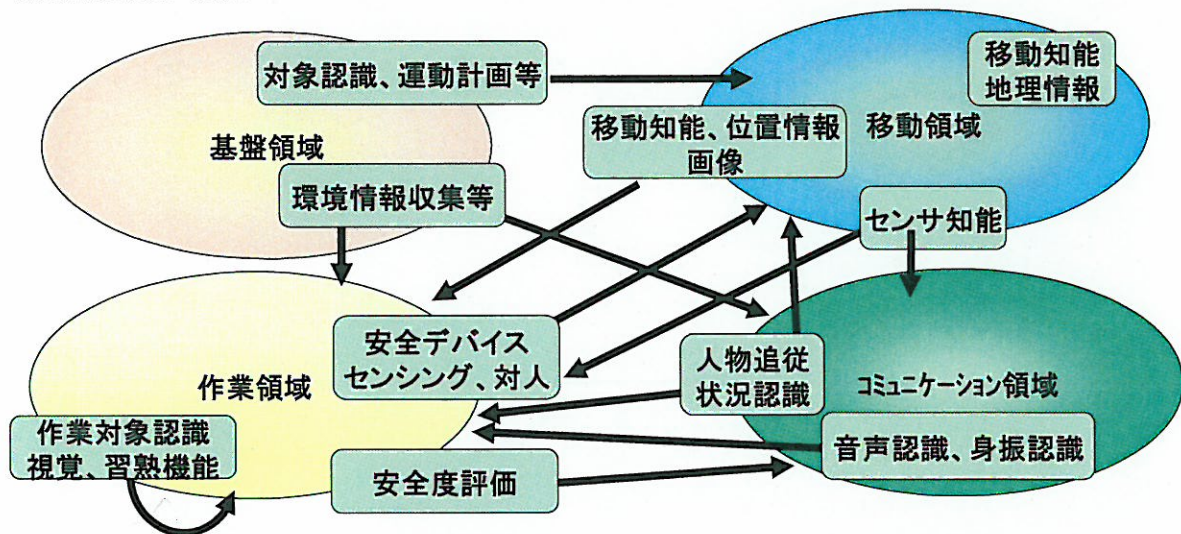 対象認識、運動計画等
移動知能
地理情報
基盤領域
移動知能、位置情報
画像
移動領域
環境情報収集等
センサ知能
安全デバイス
センシング、対人
人物追従
状況認識
作業領域
コミュニケーション領域
作業対象認識
視覚、習熟機能
音声認識、身振認識
安全度評価